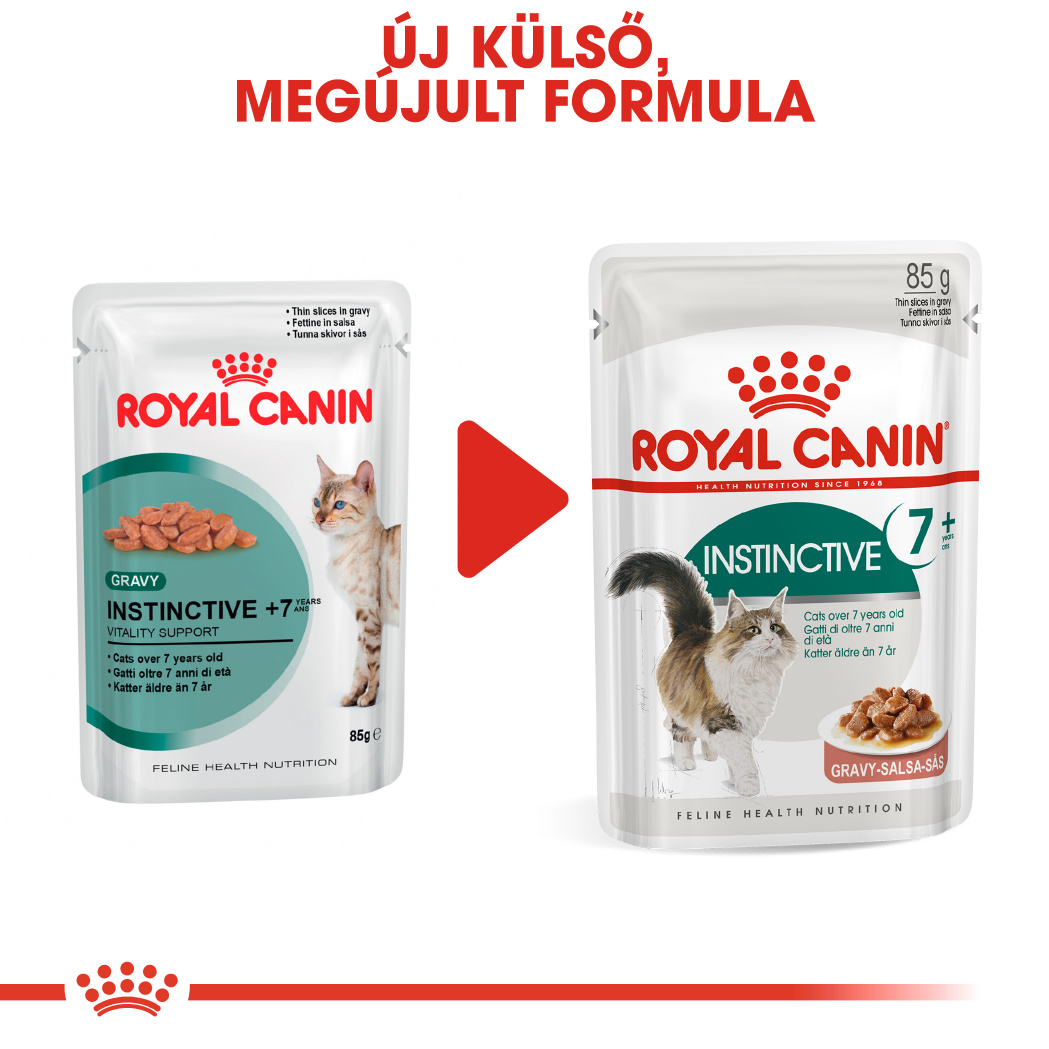 ÚJ KÜLSŐ,
MEGÚJULT FORMULA
• Thin slices in gravy
• Fettine in salsa
• Tunna skivor i sås
ROYAL CANIN
GRAVY
INSTINCTIVE +7 YEARS ANS
VITALITY SUPPORT
• Cats over 7 years old
• Gatti oltre 7 anni di età
• Katter äldre än 7 år
85g ℮
FELINE HEALTH NUTRITION
85 g
Thin slices in gravy
Fettine in salsa
Tunna skivor i sås
ROYAL CANIN®
HEALTH NUTRITION SINCE 1968
INSTINCTIVE 7+ years ans
Cats over 7 years old
Gatti di oltre 7 anni
di età
Katter äldre än 7 år
GRAVY-SALSA-SÅS
FELINE HEALTH NUTRITION